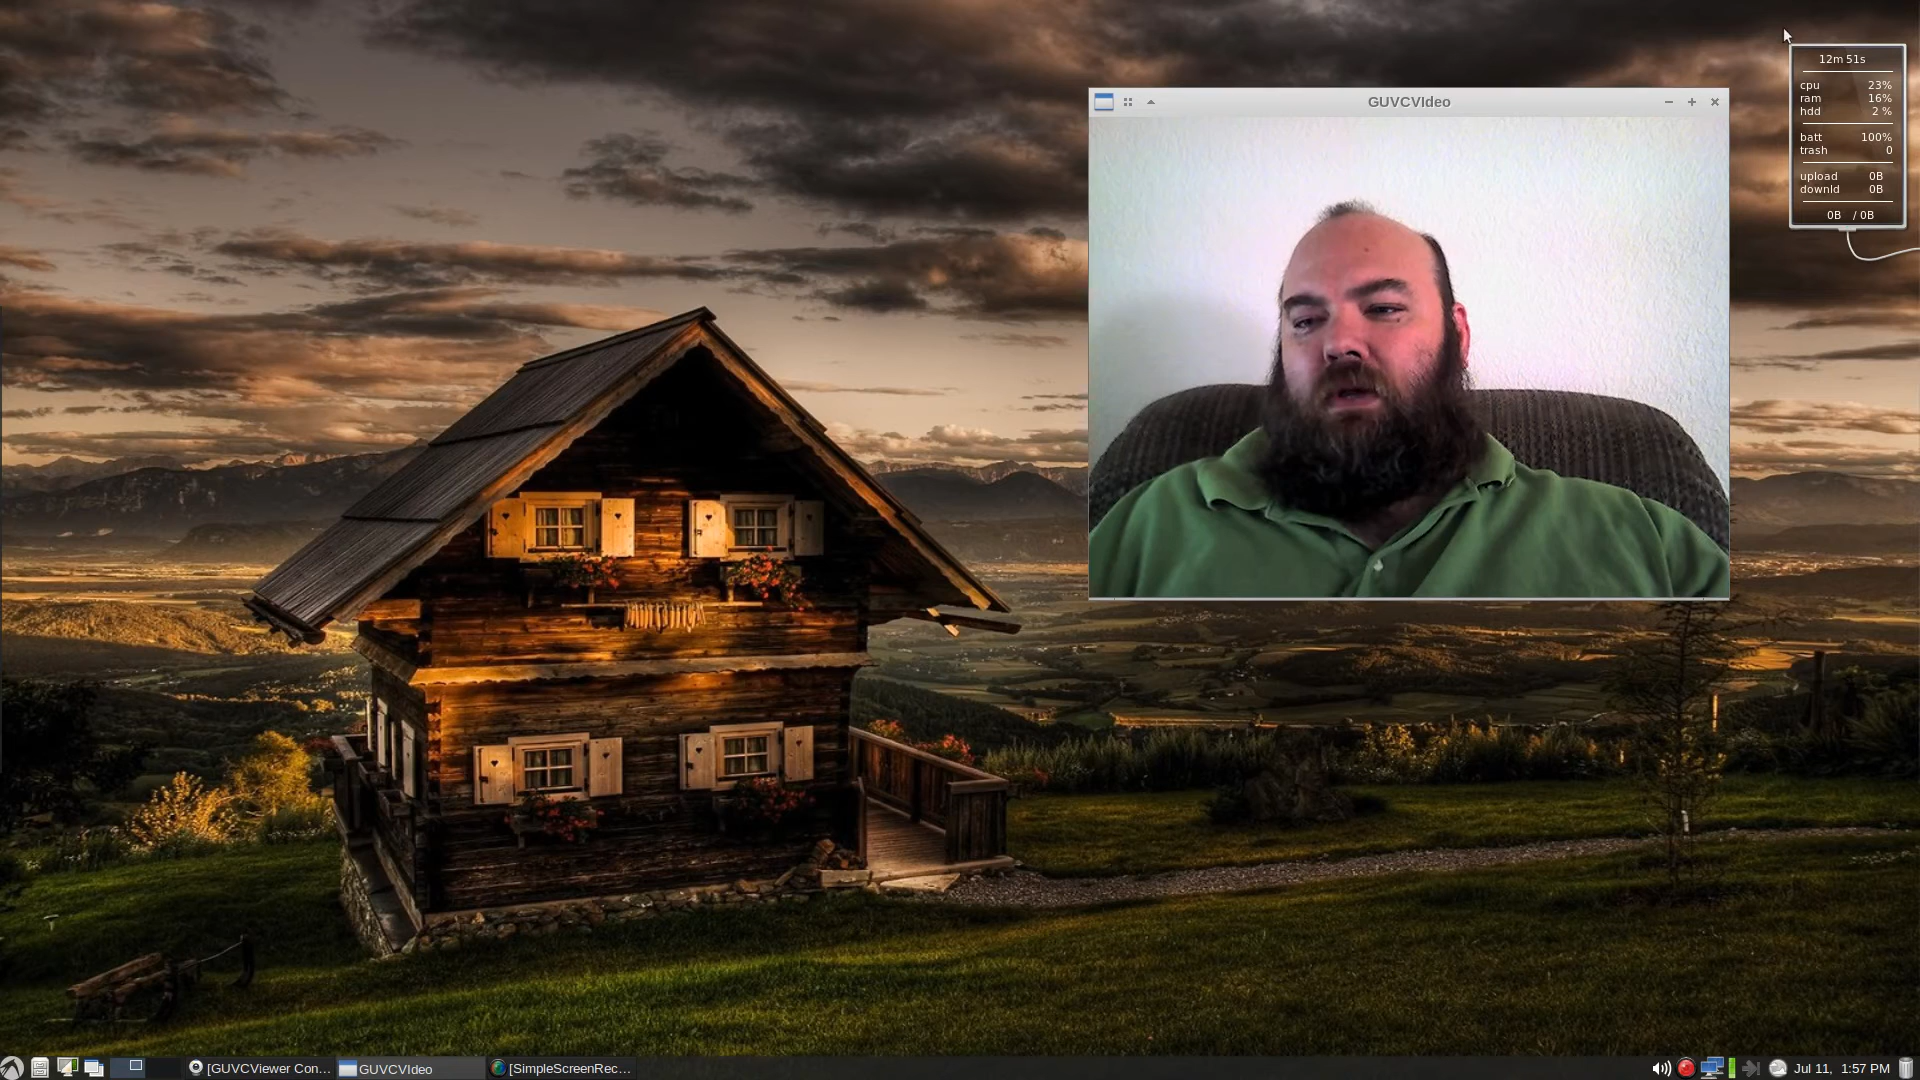 GUVCVIdeo
12m 51s
cpu 23%
ram 16%
hdd 2 %
batt 100%
trash 0
upload 0B
downld 0B
0B / 0B
[GUVCViewer Con...
GUVCVIdeo
[SimpleScreenRec...
Jul 11, 1:57 PM